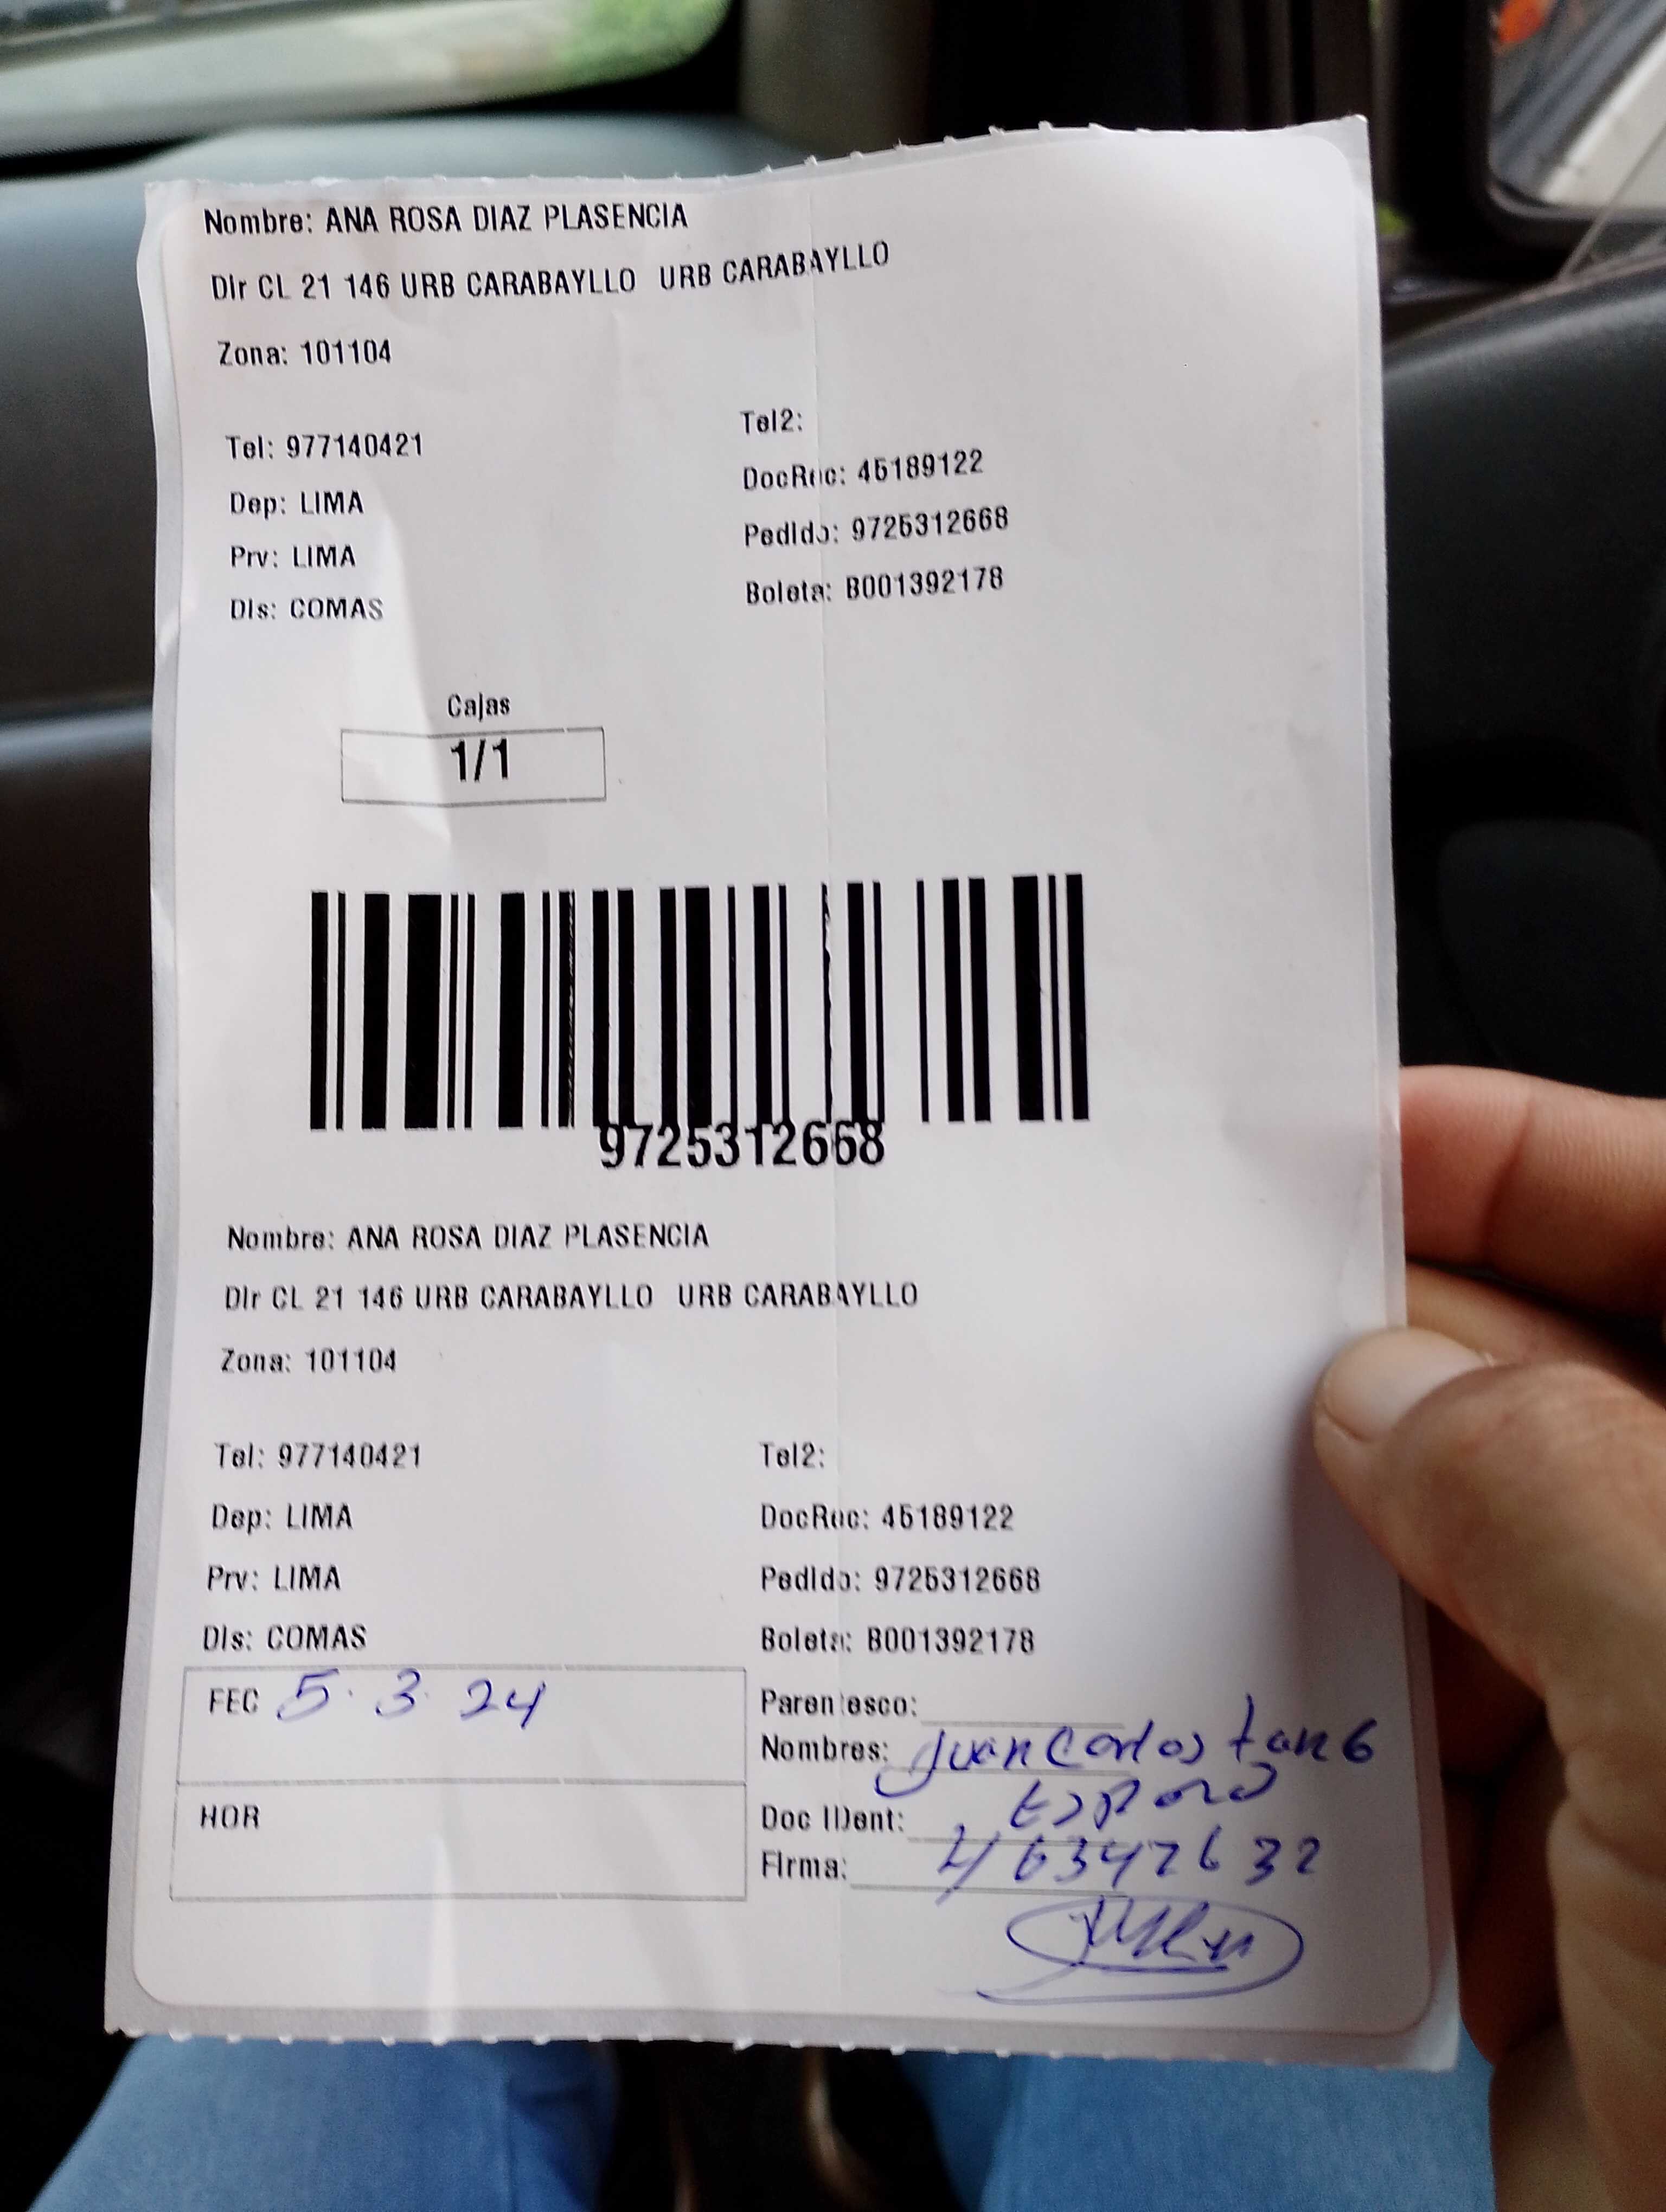 Nombre: ANA ROSA DIAZ PLASENCIA
Dir CL 21 146 URB CARABAYLLO URB CARABAYLLO
Zona: 101104
Tel: 977140421
Tel2:
Dep: LIMA
DocRec: 45189122
Prv: LIMA
Pedido: 9725312668
Dis: COMAS
Boleta: B001392178
Cajas
1/1
9725312668
Nombre: ANA ROSA DIAZ PLASENCIA
Dir CL 21 146 URB CARABAYLLO URB CARABAYLLO
Zona: 101104
Tel: 977140421
Tel2:
Dep: LIMA
DocRec: 45189122
Prv: LIMA
Pedido: 9725312668
Dis: COMAS
Boleta: B001392178
FEC 5.3.24
Parentesco:
Nombres: Juan Carlos
HOR
Doc IDent:
Firma: